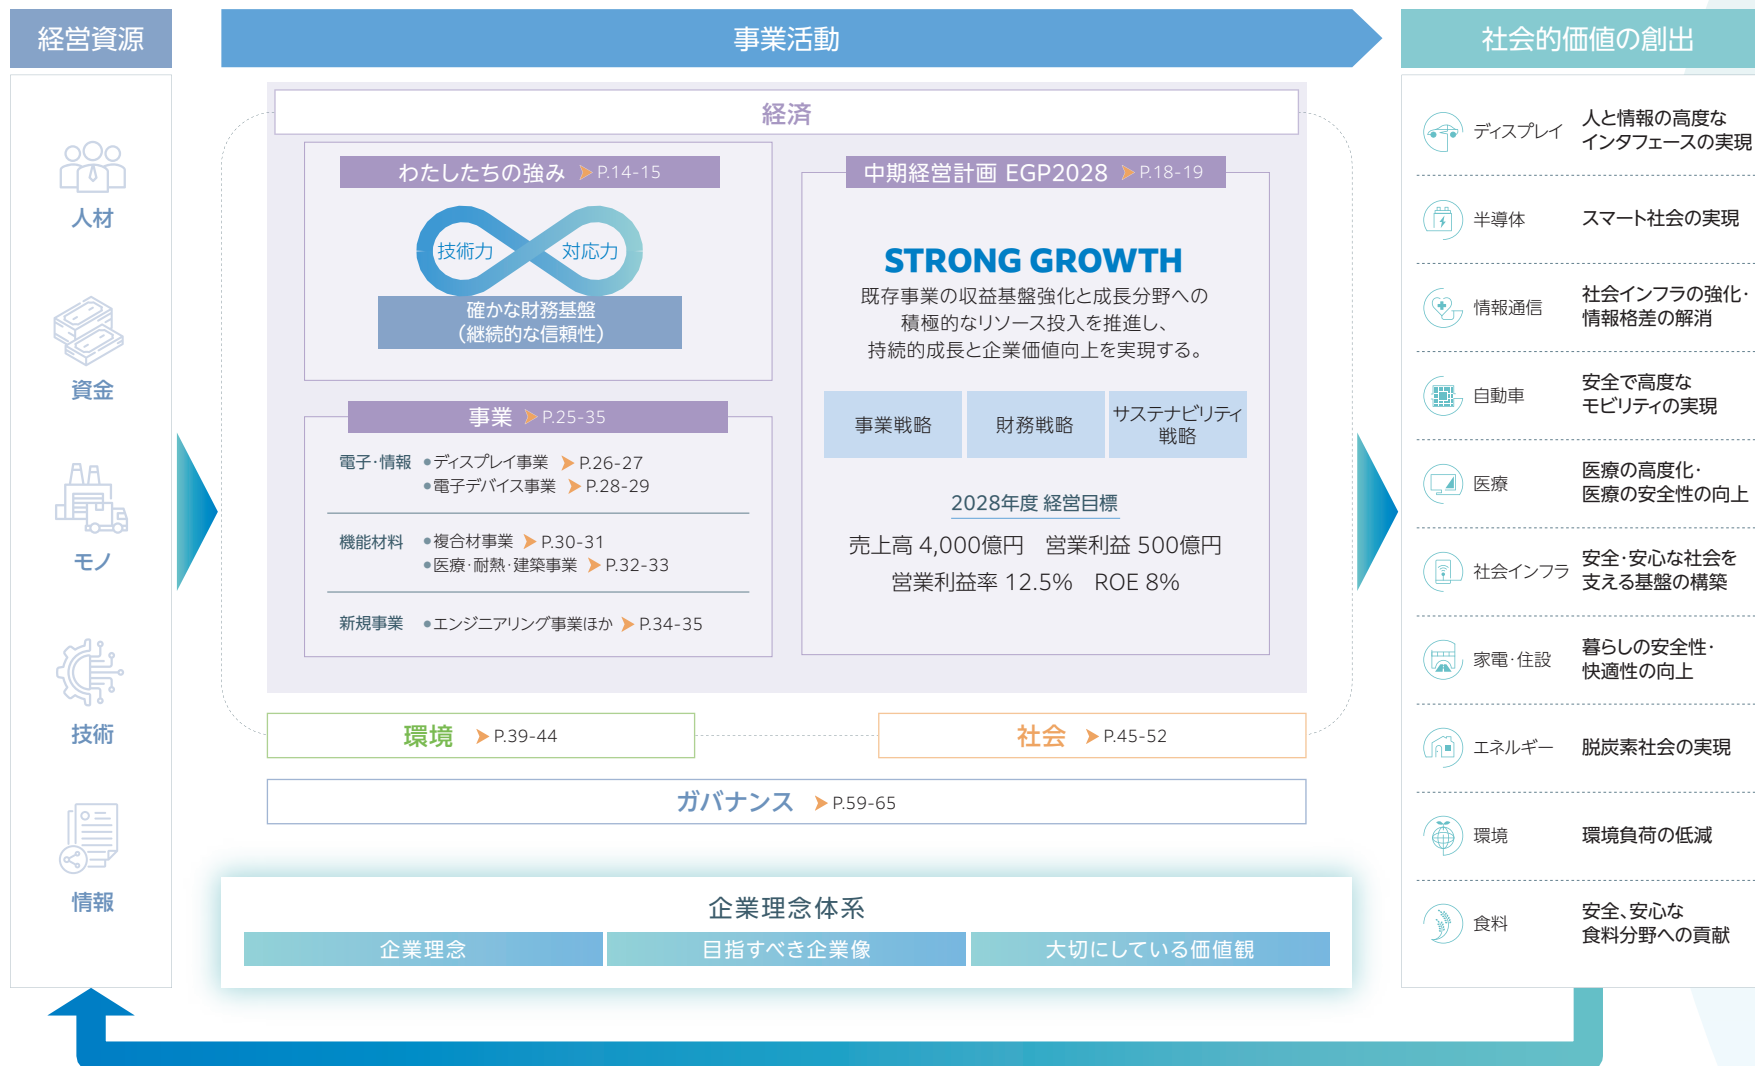 経営資源
人材
資金
モノ
技術
情報
事業活動
経済
わたしたちの強み P.14-15
技術力 対応力
確かな財務基盤
(継続的な信頼性)
事業 P.25-35
電子・情報 •ディスプレイ事業 P.26-27
•電子デバイス事業 P.28-29
機能材料 •複合材事業 P.30-31
•医療・耐熱・建築事業 P.32-33
新規事業 •エンジニアリング事業ほか P.34-35
中期経営計画 EGP2028 P.18-19
STRONG GROWTH
既存事業の収益基盤強化と成長分野への
積極的なリソース投入を推進し、
持続的成長と企業価値向上を実現する。
事業戦略
財務戦略
サステナビリティ
戦略
2028年度 経営目標
売上高 4,000億円 営業利益 500億円
営業利益率 12.5% ROE 8%
環境 P.39-44
社会 P.45-52
ガバナンス P.59-65
企業理念体系
企業理念
目指すべき企業像
大切にしている価値観
社会的価値の創出
ディスプレイ
人と情報の高度な
インタフェースの実現
半導体
スマート社会の実現
情報通信
社会インフラの強化・
情報格差の解消
自動車
安全で高度な
モビリティの実現
医療
医療の高度化・
医療の安全性の向上
社会インフラ
安全・安心な社会を
支える基盤の構築
家電・住設
暮らしの安全性・
快適性の向上
エネルギー
脱炭素社会の実現
環境
環境負荷の低減
食料
安全、安心な
食料分野への貢献